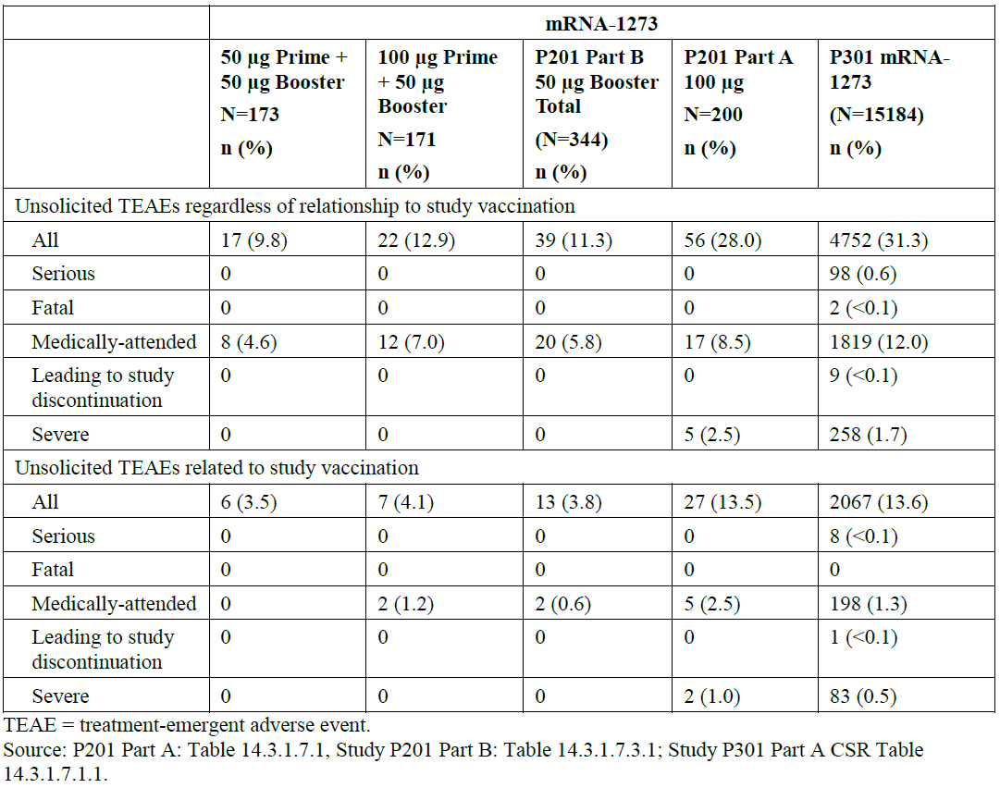 mRNA-1273
50 µg Prime + 50 µg Booster N=173 n (%)
100 µg Prime + 50 µg Booster N=171 n (%)
P201 Part B 50 µg Booster Total (N=344) n (%)
P201 Part A 100 µg N=200 n (%)
P301 mRNA-1273 (N=15184) n (%)
Unsolicited TEAEs regardless of relationship to study vaccination
All 17 (9.8) 22 (12.9) 39 (11.3) 56 (28.0) 4752 (31.3)
Serious 0 0 0 0 98 (0.6)
Fatal 0 0 0 0 2 (<0.1)
Medically-attended 8 (4.6) 12 (7.0) 20 (5.8) 17 (8.5) 1819 (12.0)
Leading to study discontinuation 0 0 0 0 9 (<0.1)
Severe 0 0 0 5 (2.5) 258 (1.7)
Unsolicited TEAEs related to study vaccination
All 6 (3.5) 7 (4.1) 13 (3.8) 27 (13.5) 2067 (13.6)
Serious 0 0 0 0 8 (<0.1)
Fatal 0 0 0 0 0
Medically-attended 0 2 (1.2) 2 (0.6) 5 (2.5) 198 (1.3)
Leading to study discontinuation 0 0 0 0 1 (<0.1)
Severe 0 0 0 2 (1.0) 83 (0.5)
TEAE = treatment-emergent adverse event.
Source: P201 Part A: Table 14.3.1.7.1, Study P201 Part B: Table 14.3.1.7.3.1; Study P301 Part A CSR Table
14.3.1.7.1.1.